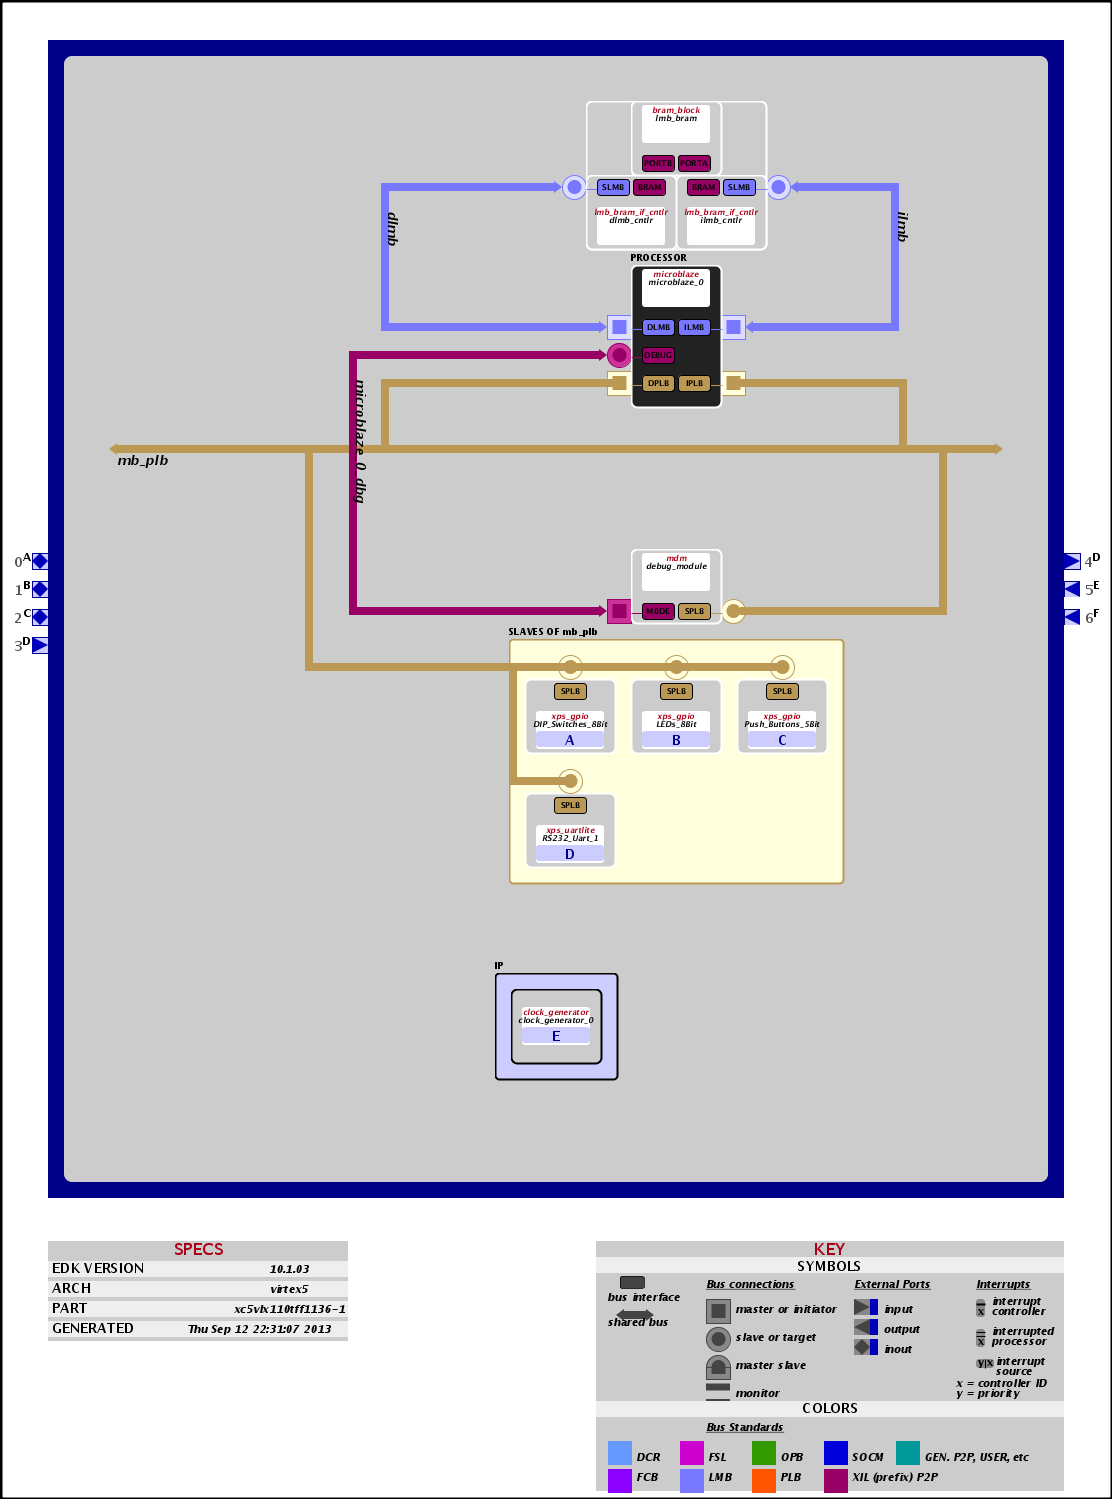 bram_block
lmb_bram
PORTB PORTA
SLMB BRAM BRAM SLMB
lmb_bram_if_cntlr lmb_bram_if_cntlr
dlmb_cntlr ilmb_cntlr
dlmb
ilmb
PROCESSOR
microblaze
microblaze_0
DLMB ILMB
DEBUG
DPLB IPLB
microblaze_0_dbg
mb_plb
0 A
1 B
2 C
3 D
4 D
5 E
6 F
mdm
debug_module
MBDE SPLB
SLAVES OF mb_plb
SPLB SPLB SPLB
xps_gpio xps_gpio xps_gpio
DIP_Switches_8Bit LEDs_8Bit Push_Buttons_5Bit
A B C
SPLB
xps_uartlite
RS232_Uart_1
D
IP
clock_generator
clock_generator_0
E
SPECS
EDK VERSION 10.1.03
ARCH virtex5
PART xc5vlx110tff1136-1
GENERATED Thu Sep 12 22:31:07 2013
KEY
SYMBOLS
bus interface
shared bus
Bus connections
master or initiator
slave or target
master slave
monitor
External Ports
input
output
inout
Interrupts
x interrupt
controller
x interrupted
processor
y|x interrupt
source
x = controller ID
y = priority
COLORS
Bus Standards
DCR FSL OPB SOCM GEN. P2P, USER, etc
FCB LMB PLB XIL (prefix) P2P